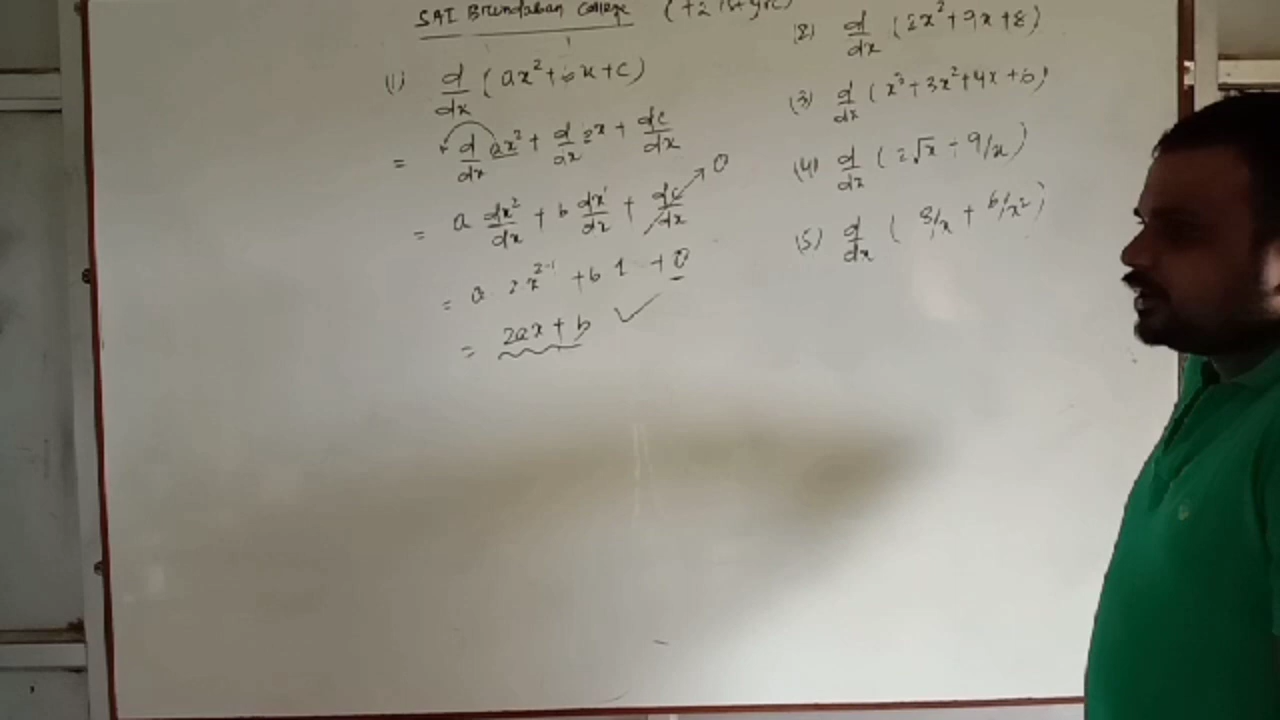 SAI Brundaban College (+2 1st yr
(1) d/dx (ax² + bx + c)
= d/dx ax² + d/dx x + dc/dx
= a dx²/dx + b dx¹/dx + dc/dx → 0
= a. 2x²⁻¹ + b 1 + 0
= 2ax + b ✓
(2) d/dx (2x² + 9x + 8)
(3) d/dx (x³ + 3x² + 4x + 6)
(4) d/dx (2√x + 9/x)
(5) d/dx (8/x + 6/x²)